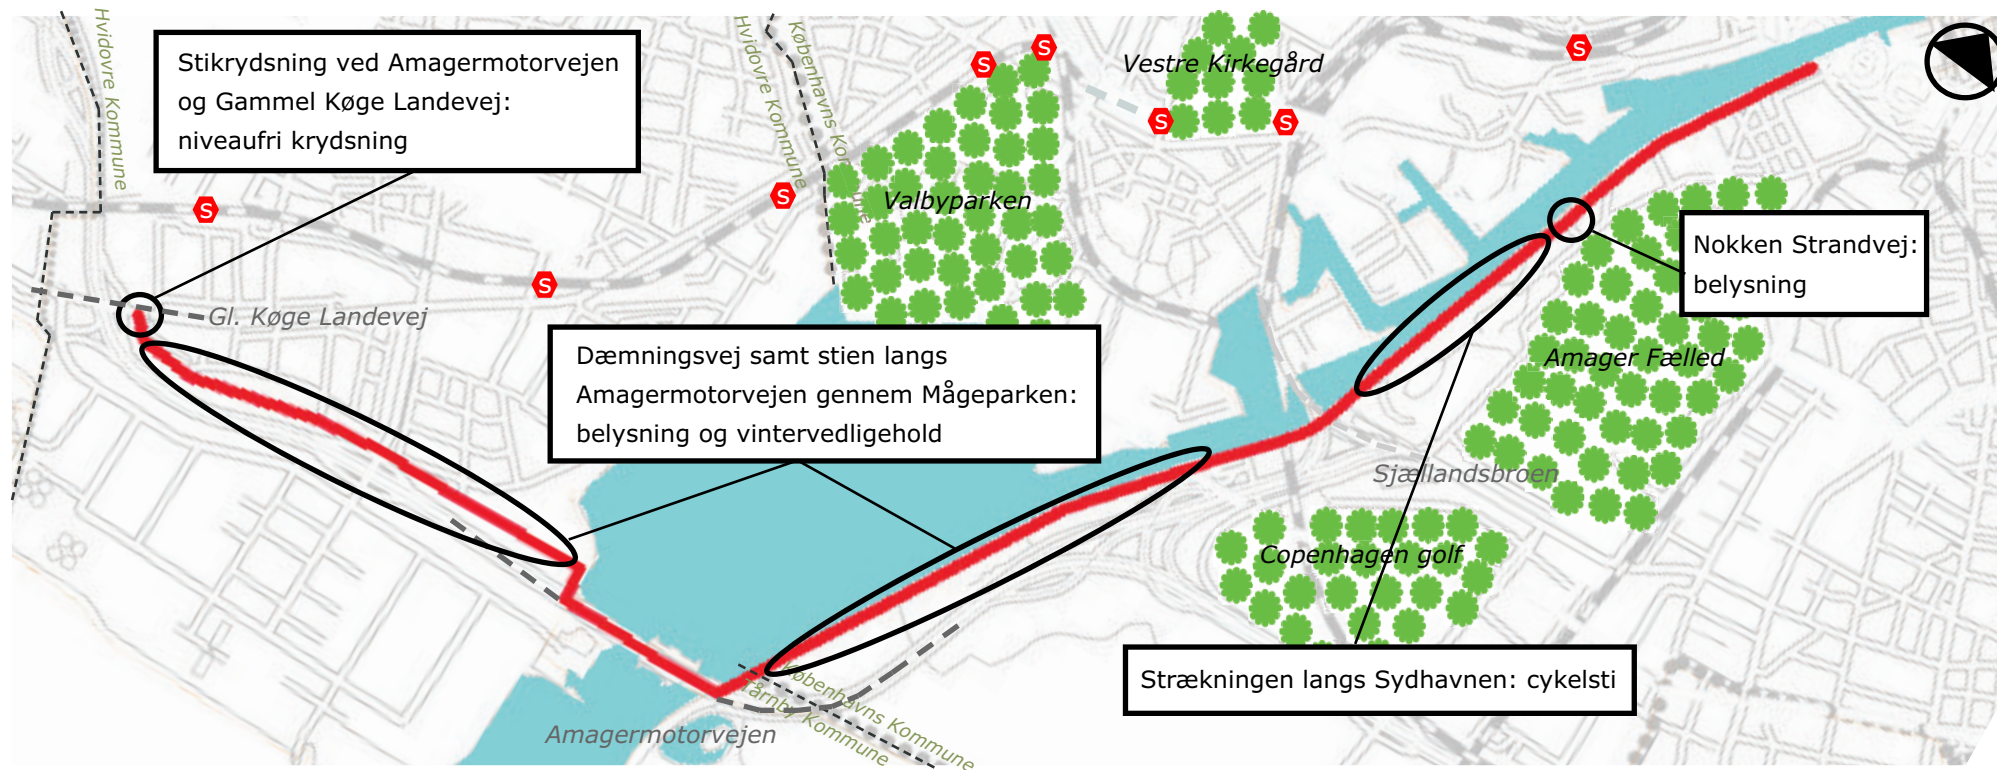 Hvidovre Kommune
Stikrydsning ved Amagermotorvejen
og Gammel Køge Landevej:
niveaufri krydsning
Hvidovre Kommune
Københavns Kommune
S
S
Vestre Kirkegård
S
S
S
S
S
S
Valbyparken
Nokken Strandvej:
belysning
Gl. Køge Landevej
Dæmningsvej samt stien langs
Amagermotorvejen gennem Mågeparken:
belysning og vintervedligehold
Amager Fælled
Sjællandsbroen
Copenhagen golf
Strækningen langs Sydhavnen: cykelsti
Københavns Kommune
Tårnby Kommune
Amagermotorvejen